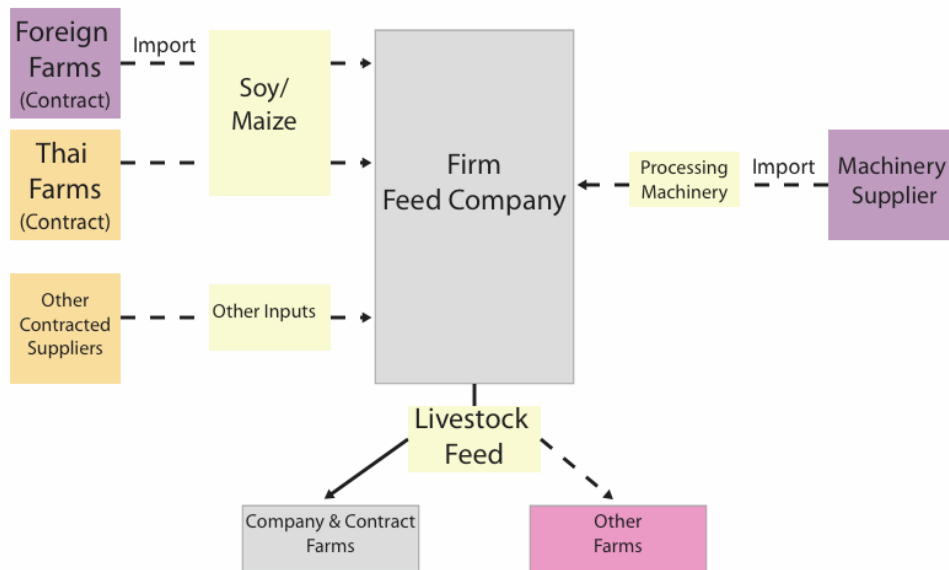 Foreign
Farms
(Contract)
Import
Soy/
Maize
Thai
Farms
(Contract)
Firm
Feed Company
Processing
Machinery
Import
Machinery
Supplier
Other
Contracted
Suppliers
Other Inputs
Livestock
Feed
Company & Contract
Farms
Other
Farms